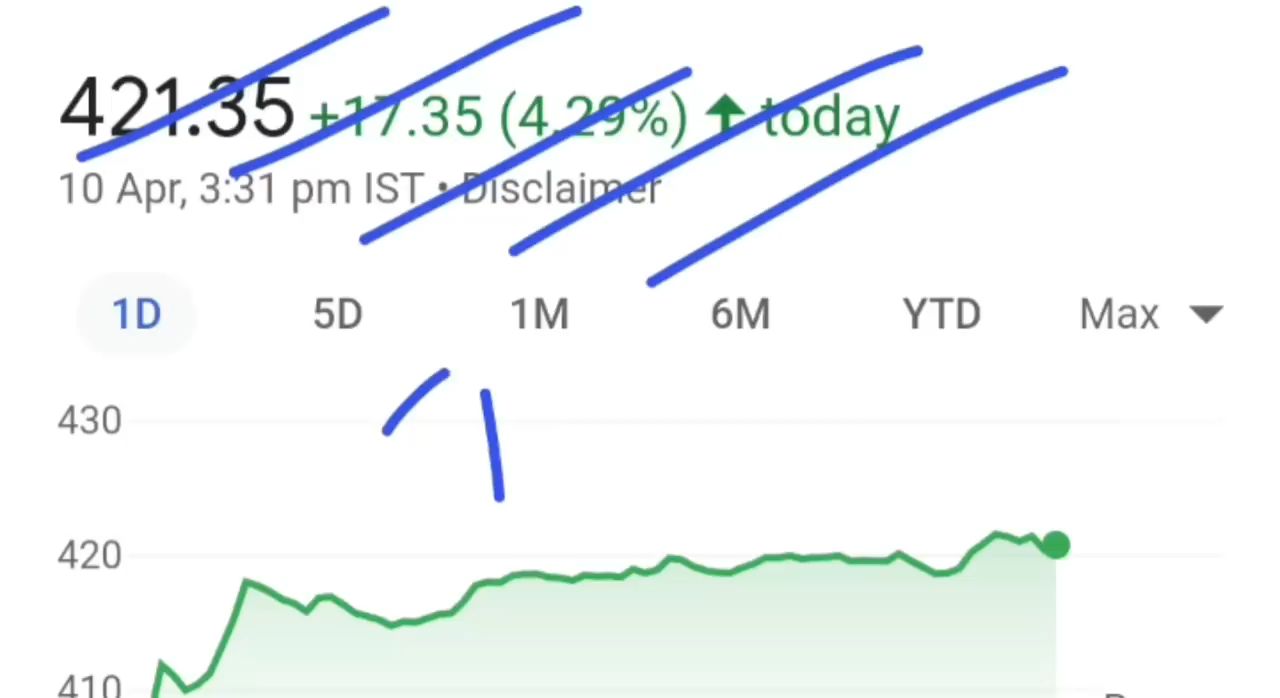 421.35 +17.35 (4.29%) ↑ today
10 Apr, 3:31 pm IST • Disclaimer
1D 5D 1M 6M YTD Max
430
420
410